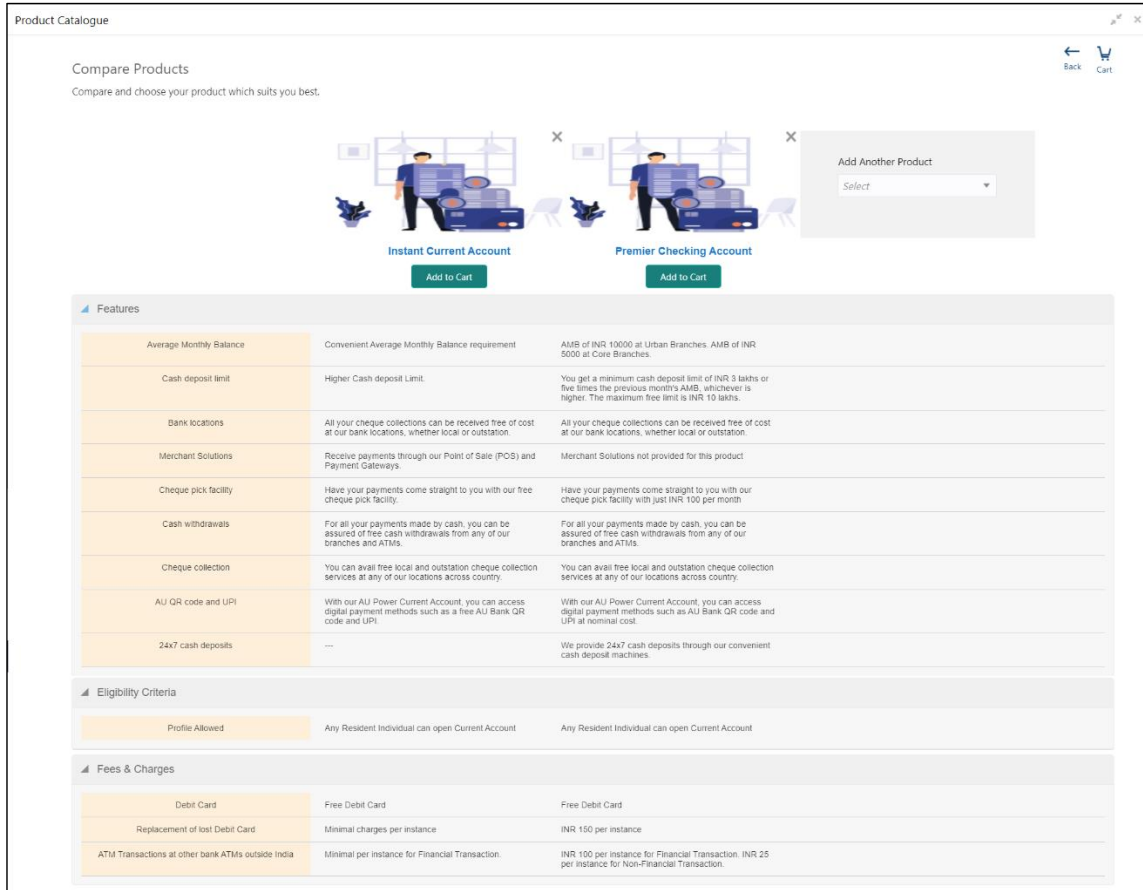 Product Catalogue
Back
Cart
Compare Products
Compare and choose your product which suits you best.
Add Another Product
Select
Instant Current Account
Premier Checking Account
Add to Cart
Add to Cart
Features
Average Monthly Balance
Convenient Average Monthly Balance requirement
AMB of INR 10000 at Urban Branches. AMB of INR
5000 at Core Branches.
Cash deposit limit
Higher Cash deposit Limit.
You get a minimum cash deposit limit of INR 3 lakhs or
five times the previous month's AMB, whichever is
higher. The maximum free limit is INR 10 lakhs.
Bank locations
All your cheque collections can be received free of cost
at our bank locations, whether local or outstation.
All your cheque collections can be received free of cost
at our bank locations, whether local or outstation.
Merchant Solutions
Receive payments through our Point of Sale (POS) and
Payment Gateways.
Merchant Solutions not provided for this product
Cheque pick facility
Have your payments come straight to you with our free
cheque pick facility.
Have your payments come straight to you with our
cheque pick facility with just INR 100 per month
Cash withdrawals
For all your payments made by cash, you can be
assured of free cash withdrawals from any of our
branches and ATMs.
For all your payments made by cash, you can be
assured of free cash withdrawals from any of our
branches and ATMs.
Cheque collection
You can avail free local and outstation cheque collection
services at any of our locations across country.
You can avail free local and outstation cheque collection
services at any of our locations across country.
AU QR code and UPI
With our AU Power Current Account, you can access
digital payment methods such as a free AU Bank QR
code and UPI.
With our AU Power Current Account, you can access
digital payment methods such as AU Bank QR code and
UPI at nominal cost.
24x7 cash deposits
---
We provide 24x7 cash deposits through our convenient
cash deposit machines.
Eligibility Criteria
Profile Allowed
Any Resident Individual can open Current Account
Any Resident Individual can open Current Account
Fees & Charges
Debit Card
Free Debit Card
Free Debit Card
Replacement of lost Debit Card
Minimal charges per instance
INR 150 per instance
ATM Transactions at other bank ATMs outside India
Minimal per instance for Financial Transaction.
INR 100 per instance for Financial Transaction. INR 25
per instance for Non-Financial Transaction.